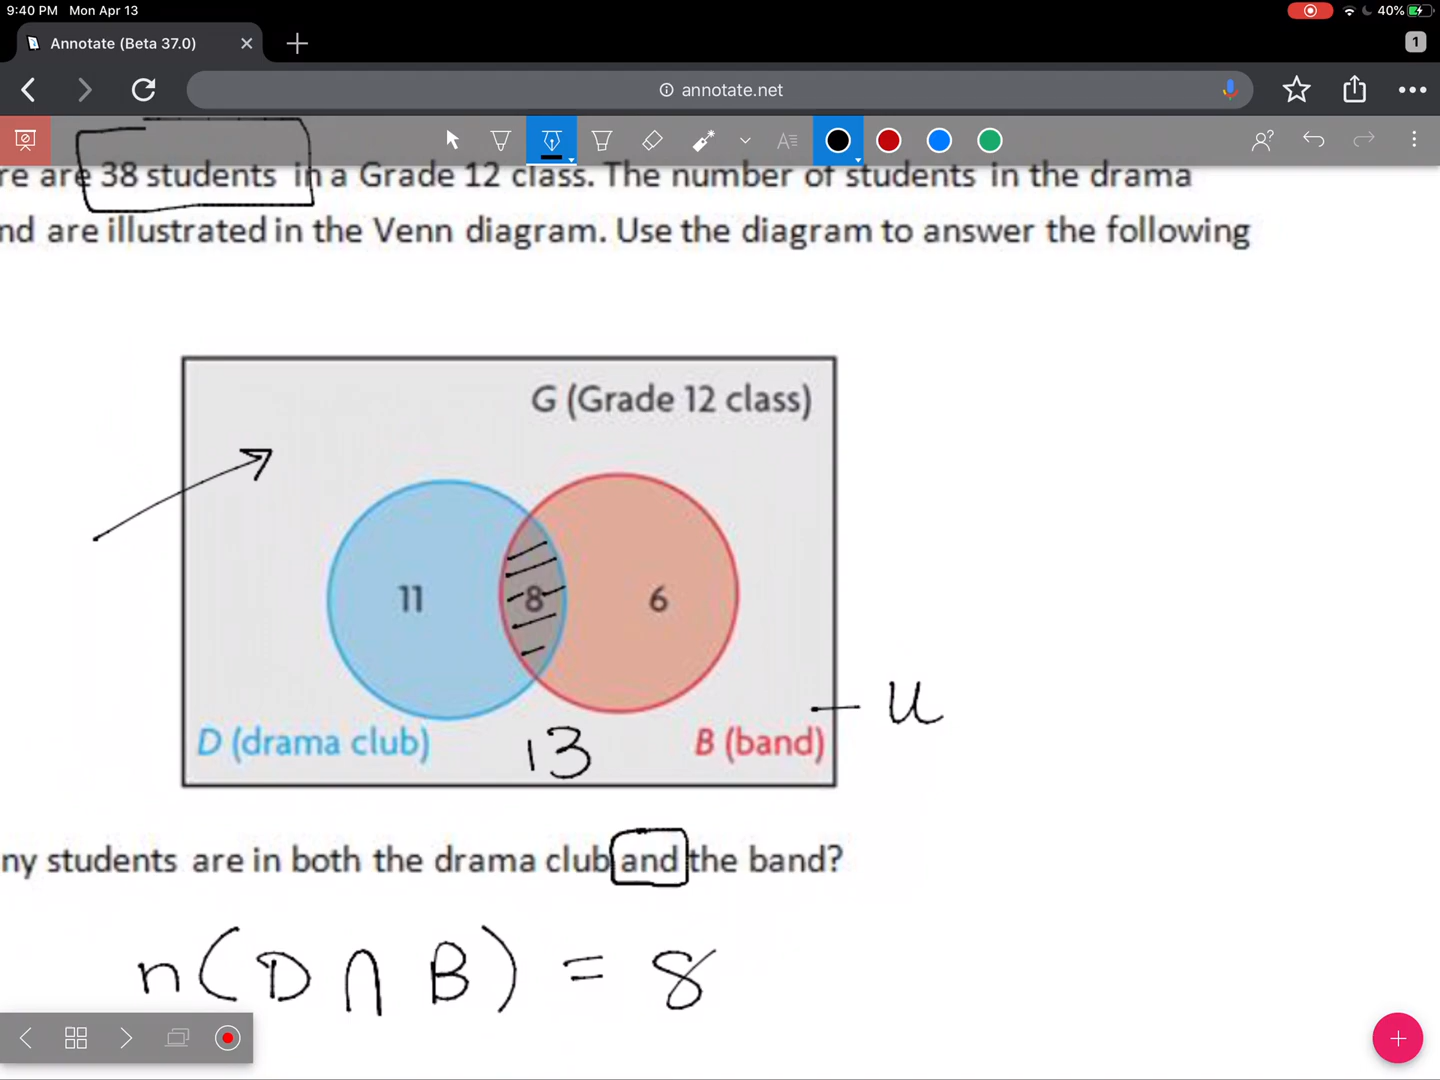 9:40 PM Mon Apr 13
40%
Annotate (Beta 37.0)
1
annotate.net
re are 38 students in a Grade 12 class. The number of students in the drama
nd are illustrated in the Venn diagram. Use the diagram to answer the following
G (Grade 12 class)
11 8 6
U
D (drama club) 13 B (band)
ny students are in both the drama club and the band?
n(D ∩ B) = 8